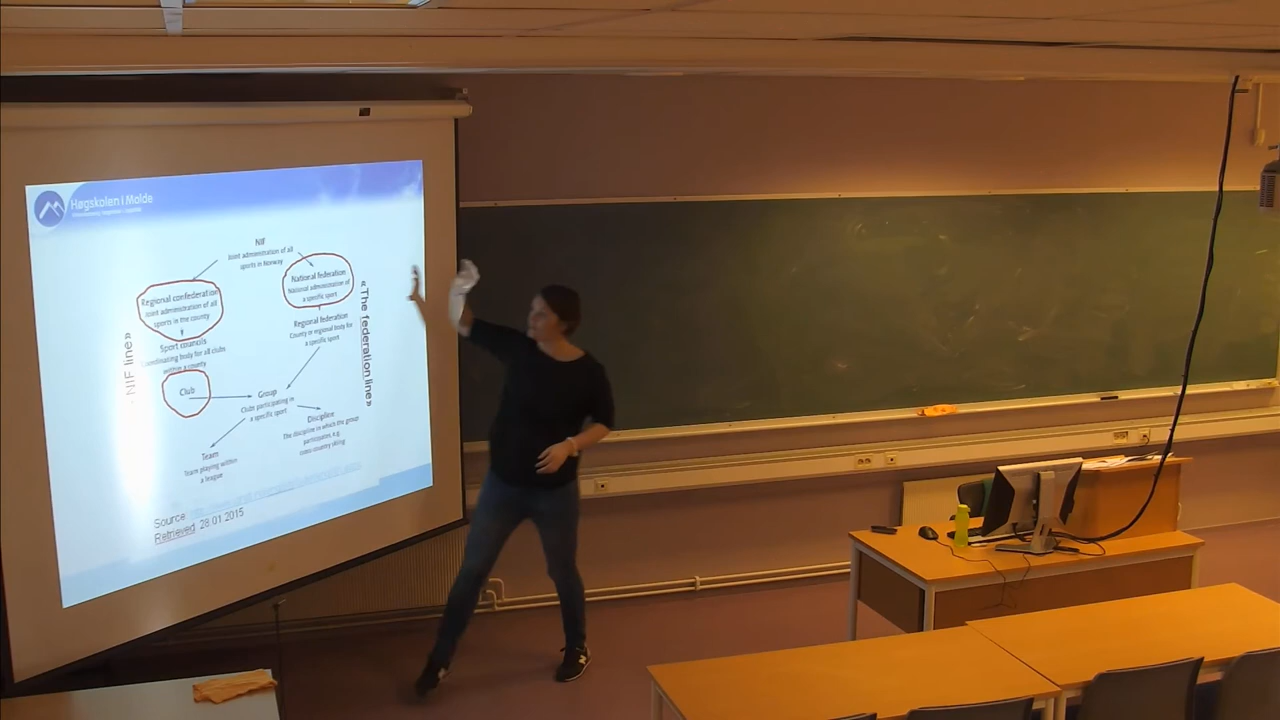 Høgskolen i Molde
NIF
Joint administration of all
sports in Norway
Regional confederation
Joint administration of all
sports in the county
National federation
National administration of
a specific sport
«The federation line»
NIF line»
Sport councils
Coordinating body for all clubs
within a county
Regional federation
County or regional body for
a specific sport
Club
Group
Clubs participating in
a specific sport
Discipline
The discipline in which the group
participates, e.g.
cross-country skiing
Team
Team playing within
a league
Source
Retrieved 28.01.2015